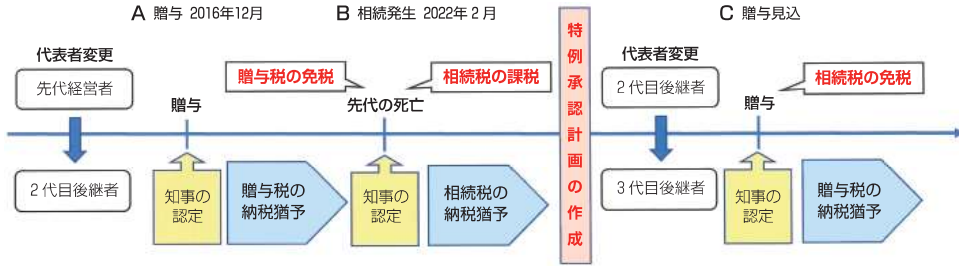 A 贈与 2016年12月
B 相続発生 2022年2月
C 贈与見込
代表者変更
先代経営者
2代目後継者
贈与
知事の
認定
贈与税の
納税猶予
贈与税の免税
相続税の課税
先代の死亡
知事の
認定
相続税の
納税猶予
特例承認計画の作成
代表者変更
2代目後継者
3代目後継者
相続税の免税
贈与
知事の
認定
贈与税の
納税猶予